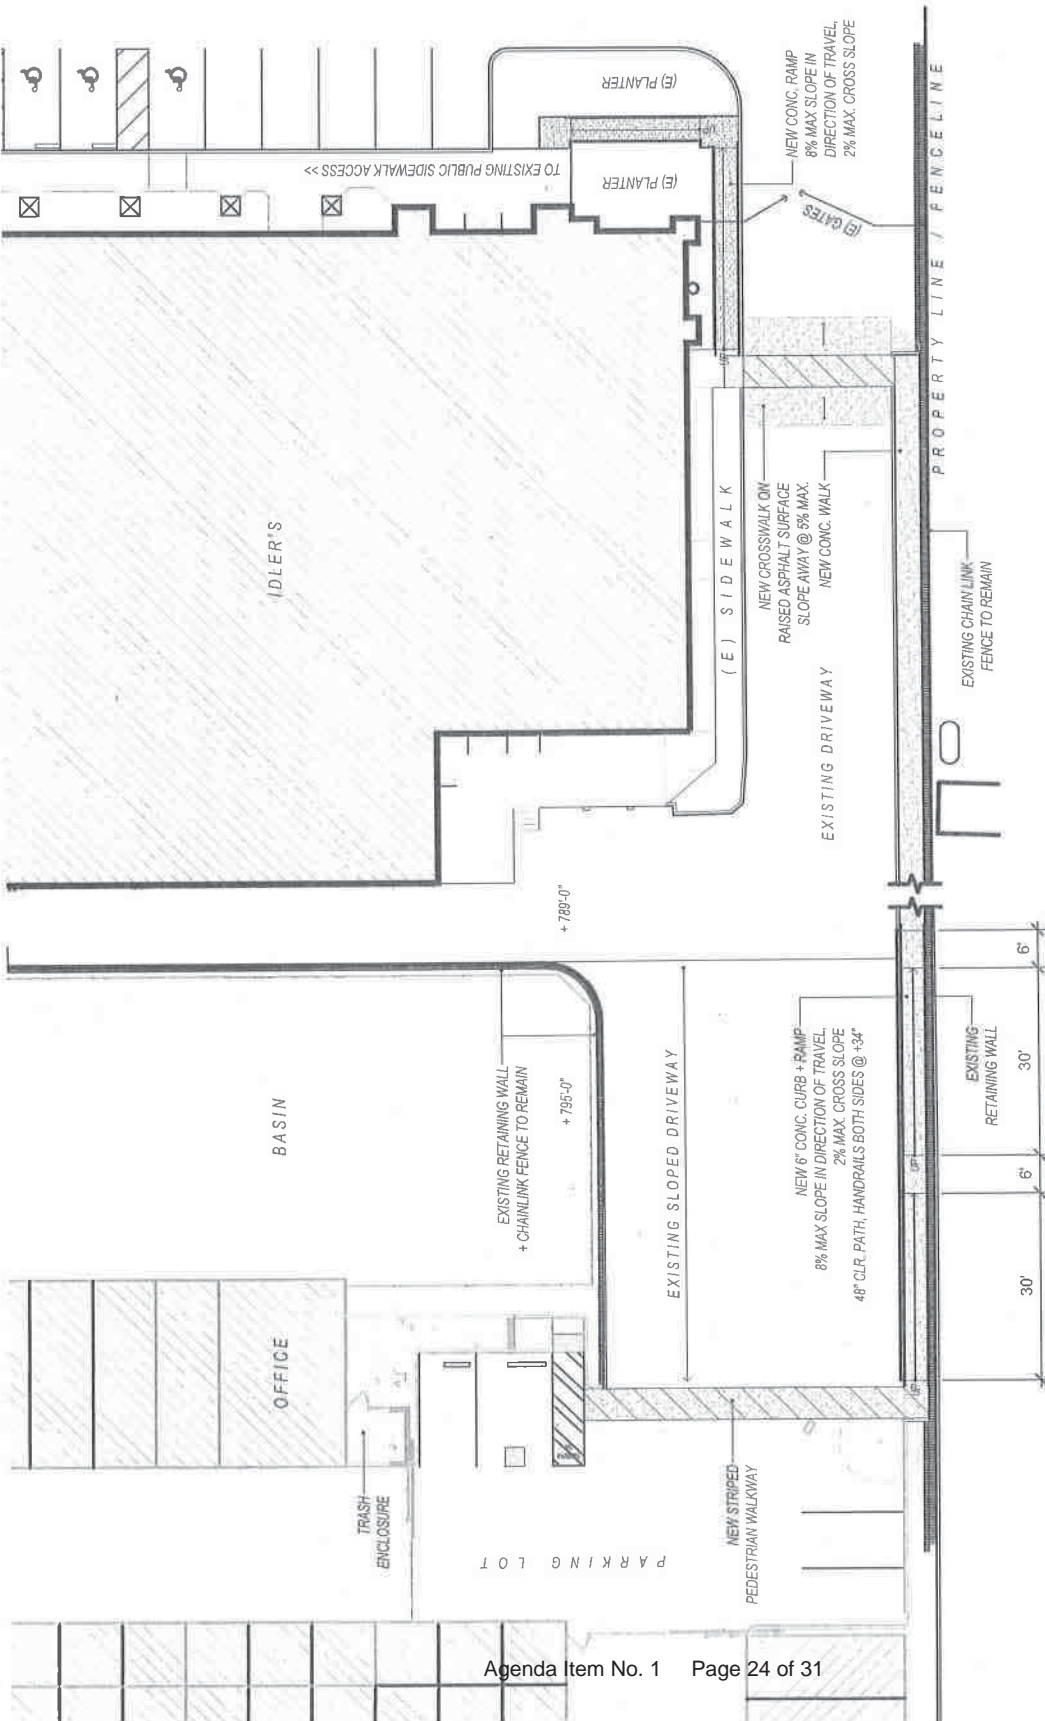 (E) PLANTER
(E) PLANTER
TO EXISTING PUBLIC SIDEWALK ACCESS >>
UP
NEW CONC. RAMP
8% MAX SLOPE IN
DIRECTION OF TRAVEL,
2% MAX. CROSS SLOPE
(E) GATES
PROPERTY LINE / FENCELINE
IDLER'S
UP
(E) SIDEWALK
NEW CROSSWALK ON
RAISED ASPHALT SURFACE
SLOPE AWAY @ 5% MAX.
NEW CONC. WALK
EXISTING DRIVEWAY
EXISTING CHAIN LINK
FENCE TO REMAIN
+ 789'-0"
BASIN
EXISTING RETAINING WALL
+ CHAINLINK FENCE TO REMAIN
+ 795'-0"
EXISTING SLOPED DRIVEWAY
NEW 6" CONC. CURB + RAMP
8% MAX SLOPE IN DIRECTION OF TRAVEL,
2% MAX. CROSS SLOPE
48" CLR. PATH, HANDRAILS BOTH SIDES @ +34"
EXISTING
RETAINING WALL
6'
30'
6'
30'
UP
UP
OFFICE
TRASH
ENCLOSURE
NEW STRIPED
PEDESTRIAN WALKWAY
PARKING LOT
Agenda Item No. 1 Page 24 of 31